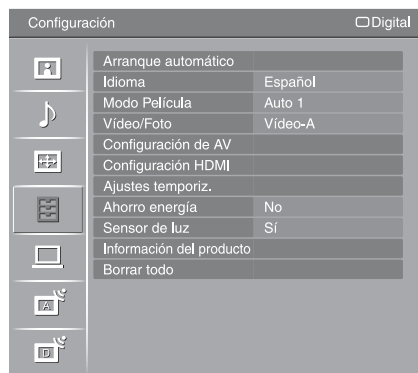 Configuración Digital
Arranque automático
Idioma Español
Modo Película Auto 1
Vídeo/Foto Vídeo-A
Configuración de AV
Configuración HDMI
Ajustes temporiz.
Ahorro energía No
Sensor de luz Sí
Información del producto
Borrar todo
A
D